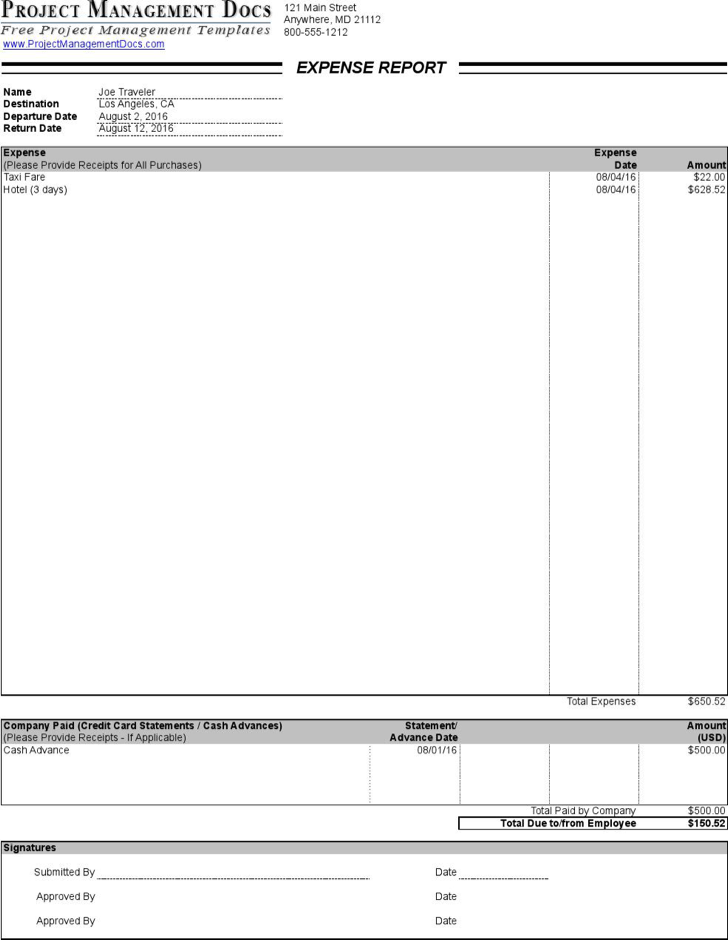 PROJECT MANAGEMENT DOCS
Free Project Management Templates
www.ProjectManagementDocs.com
121 Main Street
Anywhere, MD 21112
800-555-1212
EXPENSE REPORT
Name Joe Traveler
Destination Los Angeles, CA
Departure Date August 2, 2016
Return Date August 12, 2016
Expense Expense
(Please Provide Receipts for All Purchases) Date Amount
Taxi Fare 08/04/16 $22.00
Hotel (3 days) 08/04/16 $628.52
Total Expenses $650.52
Company Paid (Credit Card Statements / Cash Advances) Statement/ Amount
(Please Provide Receipts - If Applicable) Advance Date (USD)
Cash Advance 08/01/16 $500.00
Total Paid by Company $500.00
Total Due to/from Employee $150.52
Signatures
Submitted By Date
Approved By Date
Approved By Date